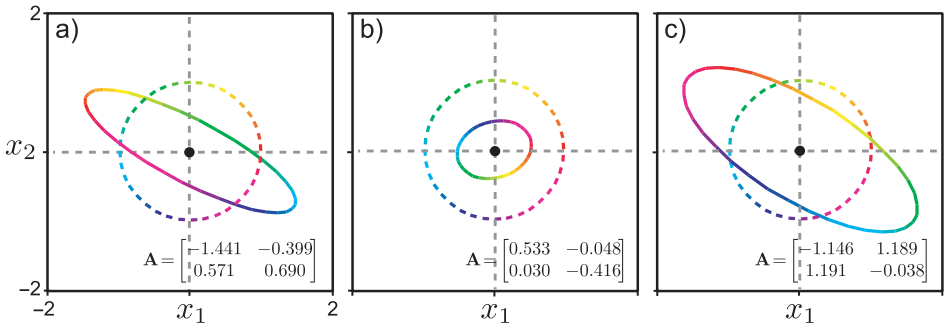 2
a)
b)
c)
x2
A = [−1.441 −0.399
0.571 0.690]
A = [0.533 −0.048
0.030 −0.416]
A = [−1.146 1.189
1.191 −0.038]
−2
−2
x1
2
x1
x1